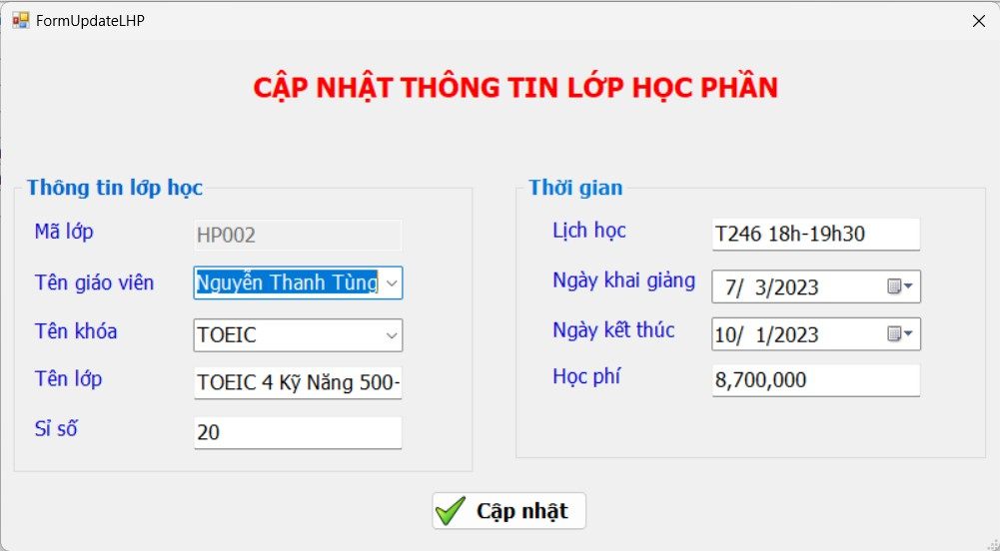 FormUpdateLHP
CẬP NHẬT THÔNG TIN LỚP HỌC PHẦN
Thông tin lớp học
Mã lớp HP002
Tên giáo viên Nguyễn Thanh Tùng
Tên khóa TOEIC
Tên lớp TOEIC 4 Kỹ Năng 500-
Sỉ số 20
Thời gian
Lịch học T246 18h-19h30
Ngày khai giảng 7/ 3/2023
Ngày kết thúc 10/ 1/2023
Học phí 8,700,000
Cập nhật